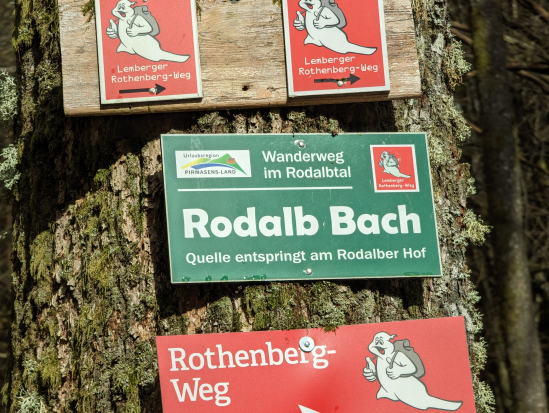 Lemberger
Rothenberg-Weg
Lemberger
Rothenberg-Weg
Urlaubsregion
PIRMASENS-LAND
Wanderweg
im Rodalbtal
Lemberger
Rothenberg-Weg
Rodalb Bach
Quelle entspringt am Rodalber Hof
Rothenberg-
Weg